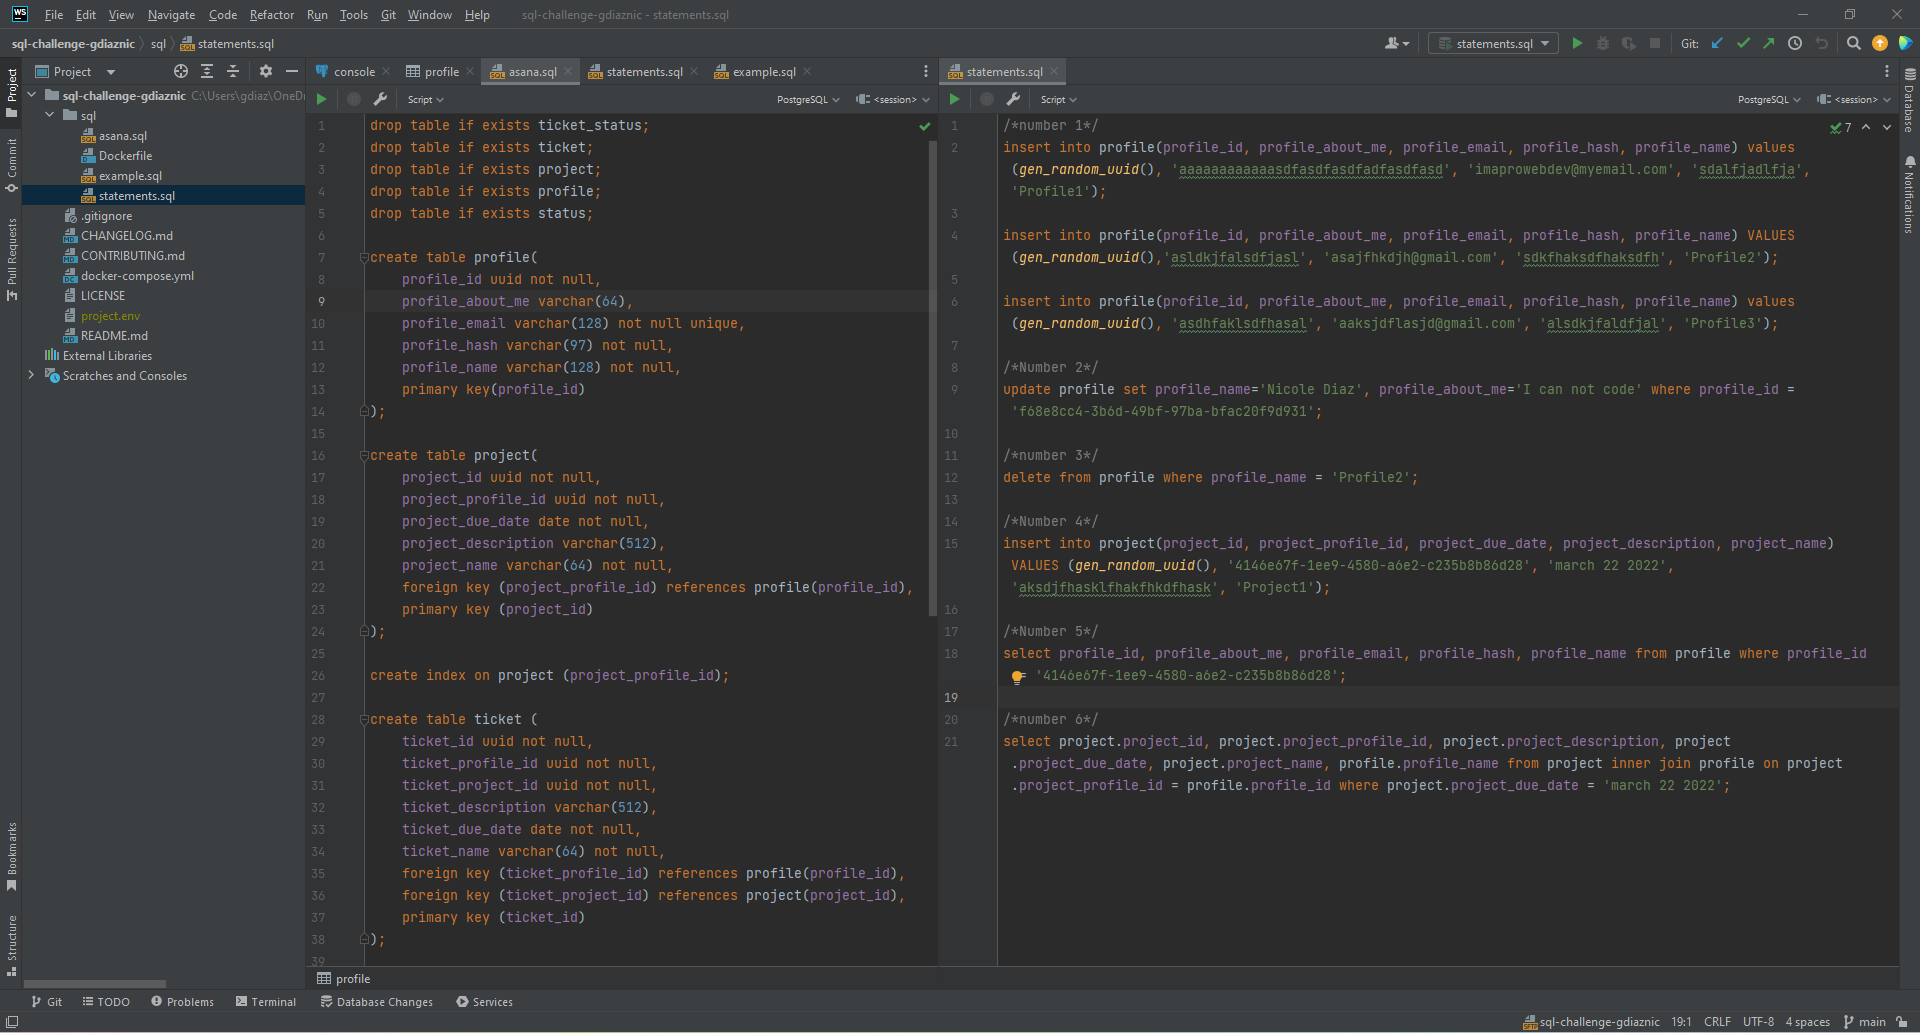 WS File Edit View Navigate Code Refactor Run Tools Git Window Help sql-challenge-gdiaznic - statements.sql
sql-challenge-gdiaznic sql statements.sql
statements.sql Git:
Project
Project
Commit
Pull Requests
Bookmarks
Structure
sql-challenge-gdiaznic C:\Users\gdiaz\OneDr
sql
asana.sql
Dockerfile
example.sql
statements.sql
.gitignore
CHANGELOG.md
CONTRIBUTING.md
docker-compose.yml
LICENSE
project.env
README.md
External Libraries
Scratches and Consoles
console profile asana.sql statements.sql example.sql
Script PostgreSQL <session>
1 drop table if exists ticket_status;
2 drop table if exists ticket;
3 drop table if exists project;
4 drop table if exists profile;
5 drop table if exists status;
6
7 create table profile(
8 profile_id uuid not null,
9 profile_about_me varchar(64),
10 profile_email varchar(128) not null unique,
11 profile_hash varchar(97) not null,
12 profile_name varchar(128) not null,
13 primary key(profile_id)
14 );
15
16 create table project(
17 project_id uuid not null,
18 project_profile_id uuid not null,
19 project_due_date date not null,
20 project_description varchar(512),
21 project_name varchar(64) not null,
22 foreign key (project_profile_id) references profile(profile_id),
23 primary key (project_id)
24 );
25
26 create index on project (project_profile_id);
27
28 create table ticket (
29 ticket_id uuid not null,
30 ticket_profile_id uuid not null,
31 ticket_project_id uuid not null,
32 ticket_description varchar(512),
33 ticket_due_date date not null,
34 ticket_name varchar(64) not null,
35 foreign key (ticket_profile_id) references profile(profile_id),
36 foreign key (ticket_project_id) references project(project_id),
37 primary key (ticket_id)
38 );
39
profile
statements.sql
Script PostgreSQL <session>
7
1 /*number 1*/
2 insert into profile(profile_id, profile_about_me, profile_email, profile_hash, profile_name) values
(gen_random_uuid(), 'aaaaaaaaaaaasdfasdfasdfadfasdfasd', 'imaprowebdev@myemail.com', 'sdalfjadlfja',
'Profile1');
3
4 insert into profile(profile_id, profile_about_me, profile_email, profile_hash, profile_name) VALUES
(gen_random_uuid(),'asldkjfalsdfjasl', 'asajfhkdjh@gmail.com', 'sdkfhaksdfhaksdfh', 'Profile2');
5
6 insert into profile(profile_id, profile_about_me, profile_email, profile_hash, profile_name) values
(gen_random_uuid(), 'asdhfaklsdfhasal', 'aaksjdflasjd@gmail.com', 'alsdkjfaldfjal', 'Profile3');
7
8 /*Number 2*/
9 update profile set profile_name='Nicole Diaz', profile_about_me='I can not code' where profile_id =
'f68e8cc4-3b6d-49bf-97ba-bfac20f9d931';
10
11 /*number 3*/
12 delete from profile where profile_name = 'Profile2';
13
14 /*Number 4*/
15 insert into project(project_id, project_profile_id, project_due_date, project_description, project_name)
VALUES (gen_random_uuid(), '4146e67f-1ee9-4580-a6e2-c235b8b86d28', 'march 22 2022',
'aksdjfhasklfhakfhkdfhask', 'Project1');
16
17 /*Number 5*/
18 select profile_id, profile_about_me, profile_email, profile_hash, profile_name from profile where profile_id
= '4146e67f-1ee9-4580-a6e2-c235b8b86d28';
19
20 /*number 6*/
21 select project.project_id, project.project_profile_id, project.project_description, project
.project_due_date, project.project_name, profile.profile_name from project inner join profile on project
.project_profile_id = profile.profile_id where project.project_due_date = 'march 22 2022';
Database
Notifications
Git TODO Problems Terminal Database Changes Services
sql-challenge-gdiaznic 19:1 CRLF UTF-8 4 spaces main